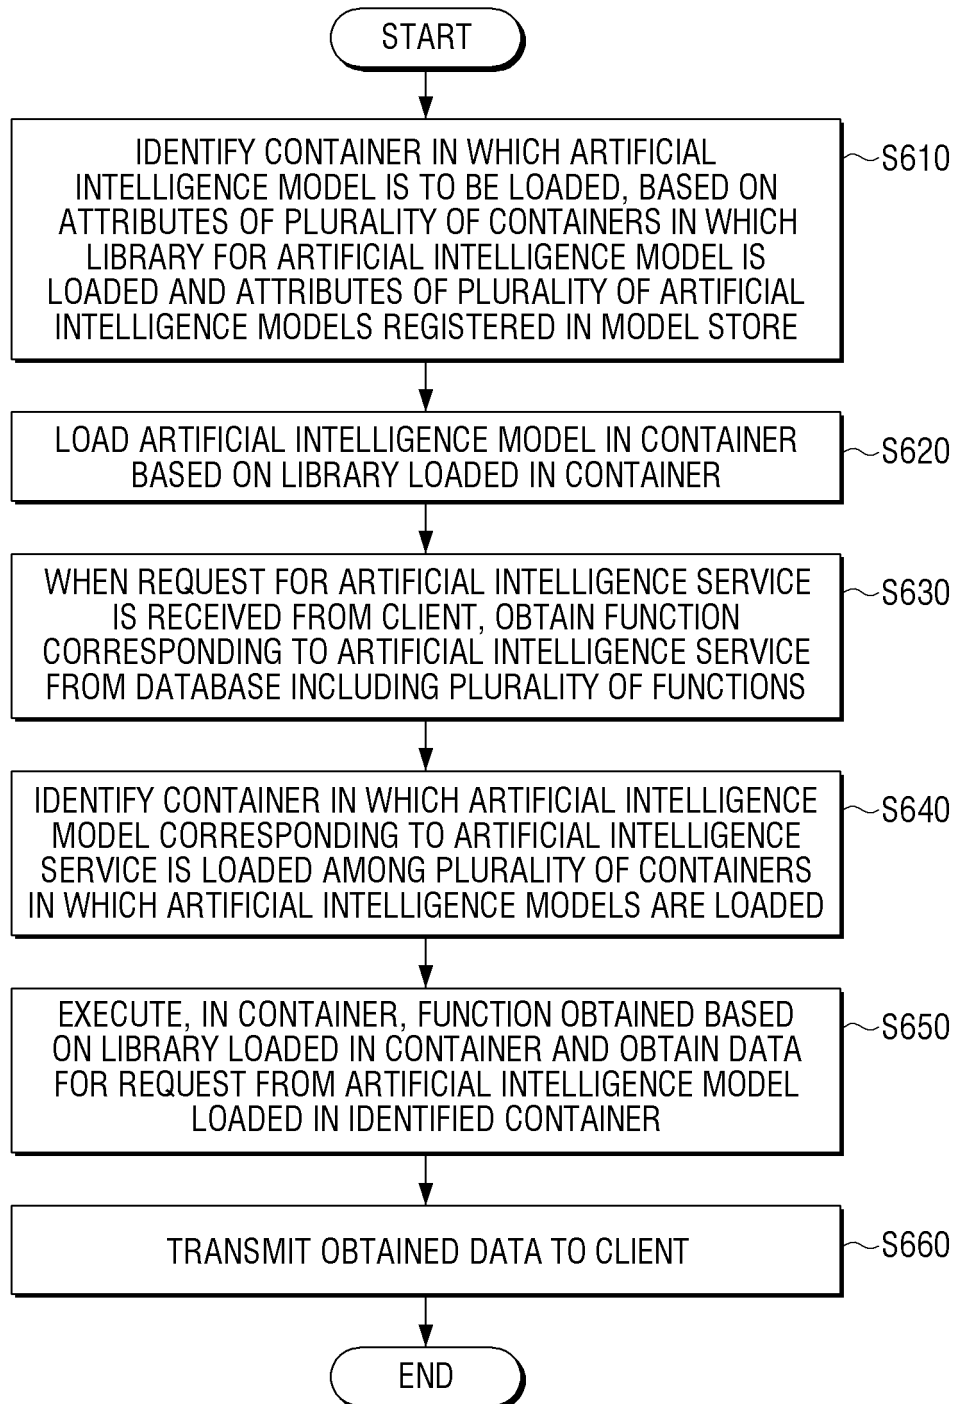 START
IDENTIFY CONTAINER IN WHICH ARTIFICIAL
INTELLIGENCE MODEL IS TO BE LOADED, BASED ON
ATTRIBUTES OF PLURALITY OF CONTAINERS IN WHICH
LIBRARY FOR ARTIFICIAL INTELLIGENCE MODEL IS
LOADED AND ATTRIBUTES OF PLURALITY OF ARTIFICIAL
INTELLIGENCE MODELS REGISTERED IN MODEL STORE
S610
LOAD ARTIFICIAL INTELLIGENCE MODEL IN CONTAINER
BASED ON LIBRARY LOADED IN CONTAINER
S620
WHEN REQUEST FOR ARTIFICIAL INTELLIGENCE SERVICE
IS RECEIVED FROM CLIENT, OBTAIN FUNCTION
CORRESPONDING TO ARTIFICIAL INTELLIGENCE SERVICE
FROM DATABASE INCLUDING PLURALITY OF FUNCTIONS
S630
IDENTIFY CONTAINER IN WHICH ARTIFICIAL INTELLIGENCE
MODEL CORRESPONDING TO ARTIFICIAL INTELLIGENCE
SERVICE IS LOADED AMONG PLURALITY OF CONTAINERS
IN WHICH ARTIFICIAL INTELLIGENCE MODELS ARE LOADED
S640
EXECUTE, IN CONTAINER, FUNCTION OBTAINED BASED
ON LIBRARY LOADED IN CONTAINER AND OBTAIN DATA
FOR REQUEST FROM ARTIFICIAL INTELLIGENCE MODEL
LOADED IN IDENTIFIED CONTAINER
S650
TRANSMIT OBTAINED DATA TO CLIENT
S660
END